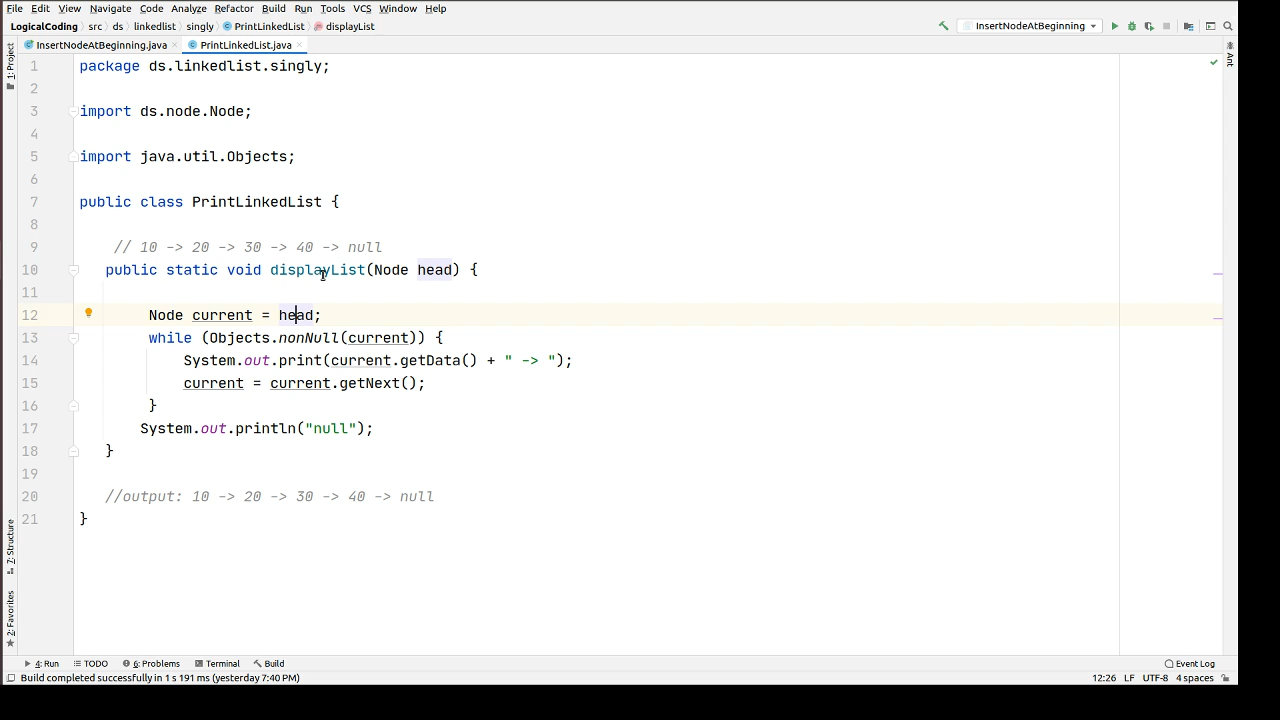 File Edit View Navigate Code Analyze Refactor Build Run Tools VCS Window Help
LogicalCoding src ds linkedlist singly PrintLinkedList displayList InsertNodeAtBeginning
InsertNodeAtBeginning.java PrintLinkedList.java
1: Project
Ant
1 package ds.linkedlist.singly;
2
3 import ds.node.Node;
4
5 import java.util.Objects;
6
7 public class PrintLinkedList {
8
9 // 10 -> 20 -> 30 -> 40 -> null
10 public static void displayList(Node head) {
11
12 Node current = head;
13 while (Objects.nonNull(current)) {
14 System.out.print(current.getData() + " -> ");
15 current = current.getNext();
16 }
17 System.out.println("null");
18 }
19
20 //output: 10 -> 20 -> 30 -> 40 -> null
21 }
7: Structure
2: Favorites
4: Run TODO 6: Problems Terminal Build Event Log
Build completed successfully in 1 s 191 ms (yesterday 7:40 PM) 12:26 LF UTF-8 4 spaces